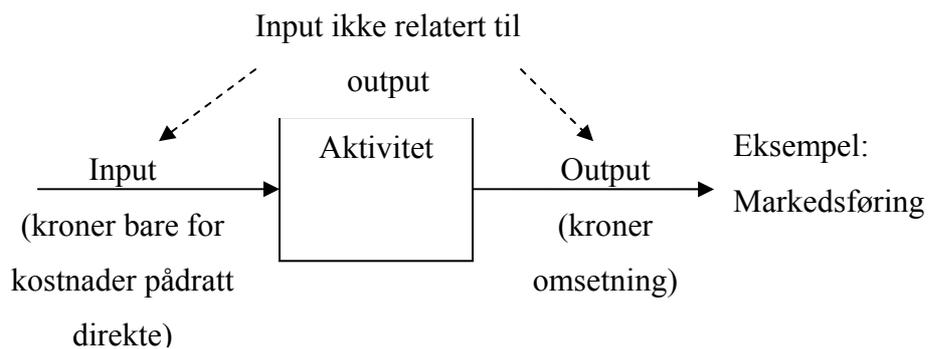 Input ikke relatert til
output
Aktivitet
Input
(kroner bare for
kostnader pådratt
direkte)
Output
(kroner
omsetning)
Eksempel:
Markedsføring